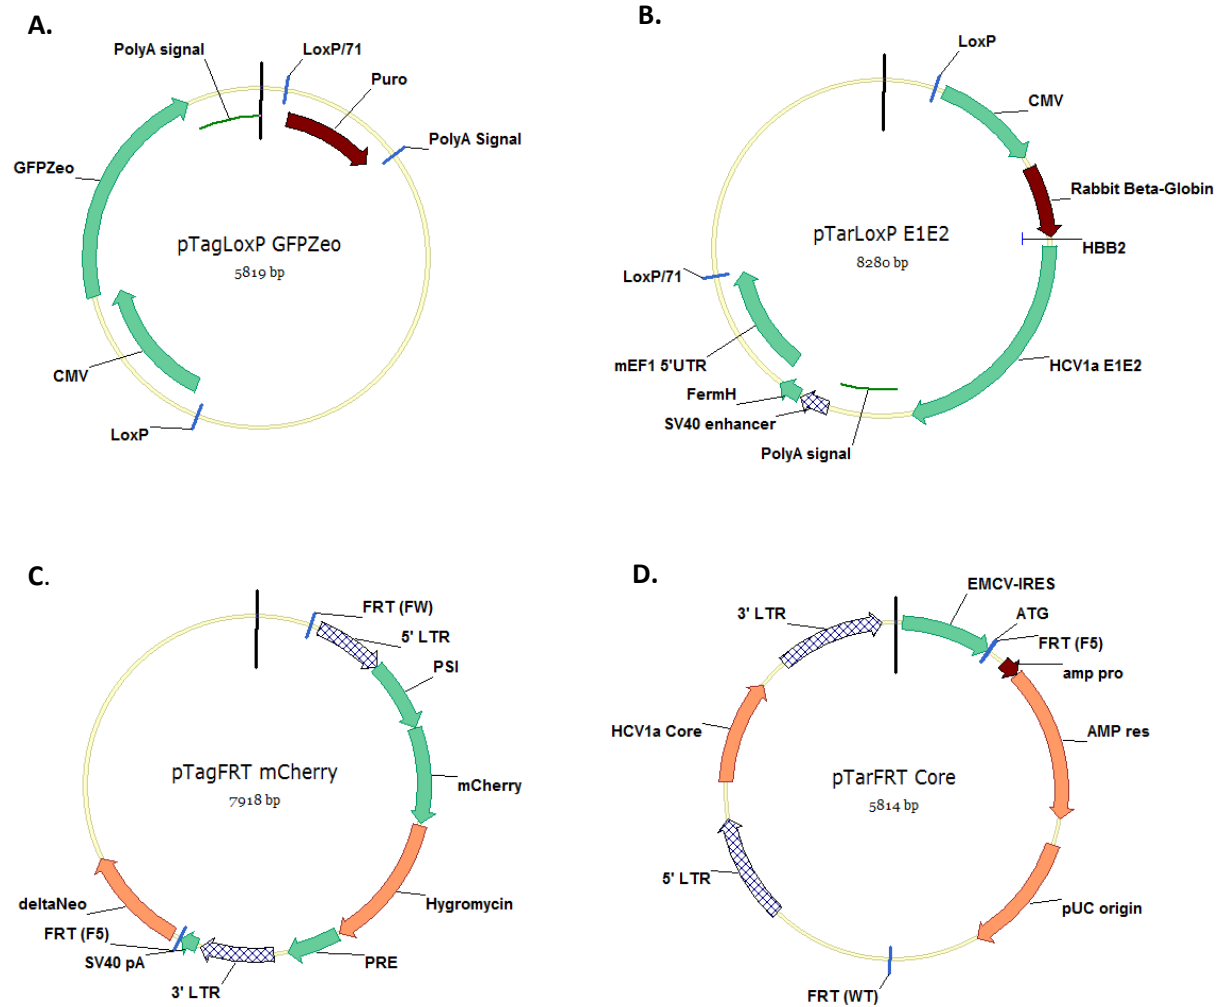 A.
PolyA signal
LoxP/71
Puro
PolyA Signal
GFPZeo
pTagLoxP GFPZeo
5819 bp
CMV
LoxP
B.
LoxP
CMV
Rabbit Beta-Globin
HBB2
pTarLoxP E1E2
8280 bp
LoxP/71
mEF1 5'UTR
HCV1a E1E2
FermH
SV40 enhancer
PolyA signal
C.
FRT (FW)
5' LTR
PSI
mCherry
pTagFRT mCherry
7918 bp
deltaNeo
Hygromycin
FRT (F5)
SV40 pA
PRE
3' LTR
D.
EMCV-IRES
3' LTR
ATG
FRT (F5)
amp pro
HCV1a Core
AMP res
pTarFRT Core
5814 bp
5' LTR
pUC origin
FRT (WT)